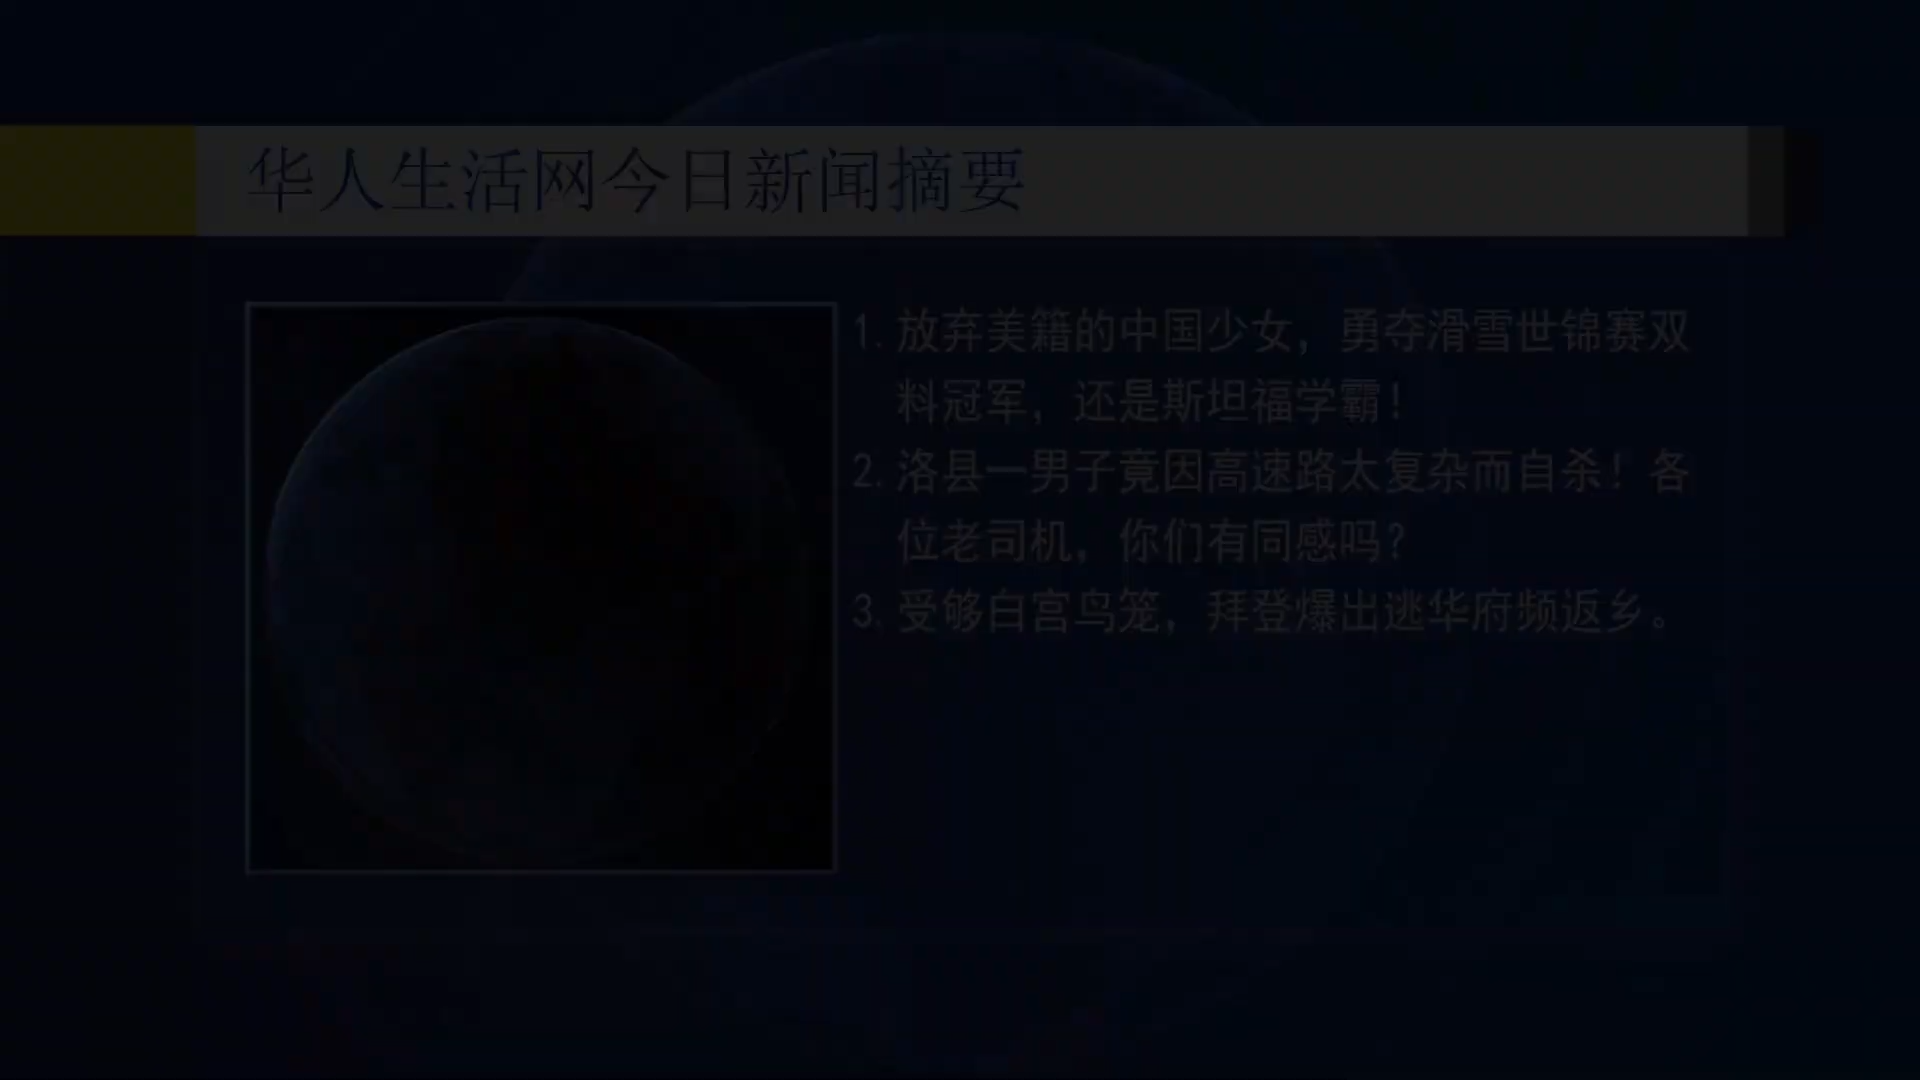 华人生活网今日新闻摘要
1. 放弃美籍的中国少女，勇夺滑雪世锦赛双
料冠军，还是斯坦福学霸！
2. 洛县一男子竟因高速路太复杂而自杀！各
位老司机，你们有同感吗？
3. 受够白宫鸟笼，拜登爆出逃华府频返乡。